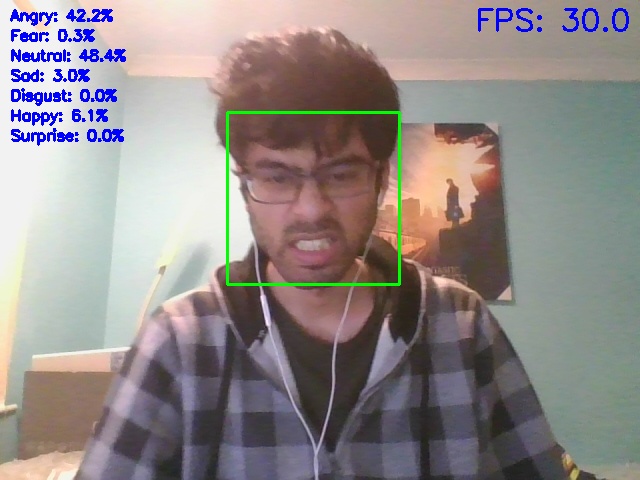 Angry: 42.2%
Fear: 0.3%
Neutral: 48.4%
Sad: 3.0%
Disgust: 0.0%
Happy: 6.1%
Surprise: 0.0%
FPS: 30.0